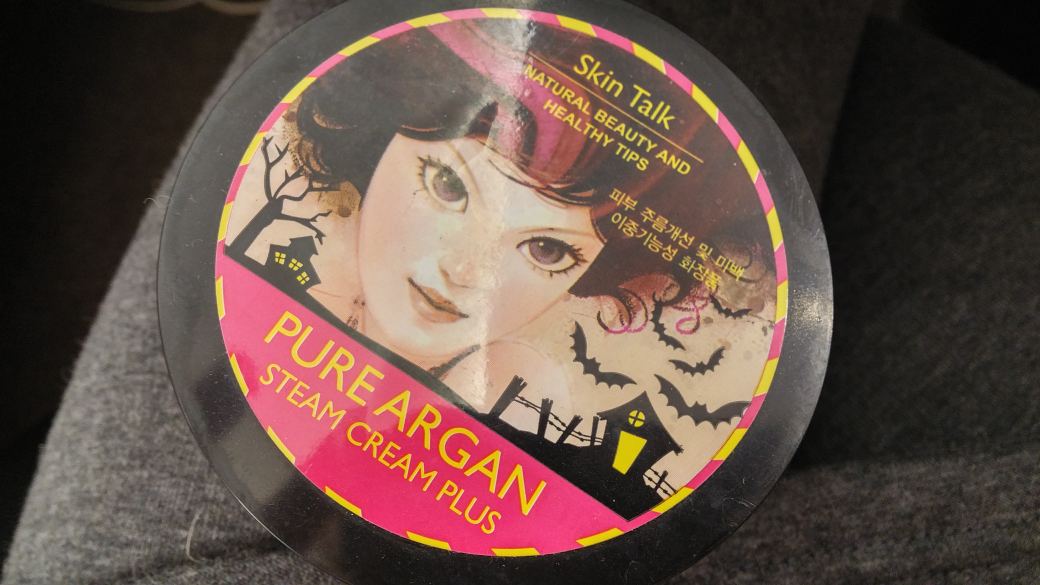 Skin Talk
NATURAL BEAUTY AND
HEALTHY TIPS
피부 주름개선 및 미백
이중기능성 화장품
PURE ARGAN
STEAM CREAM PLUS